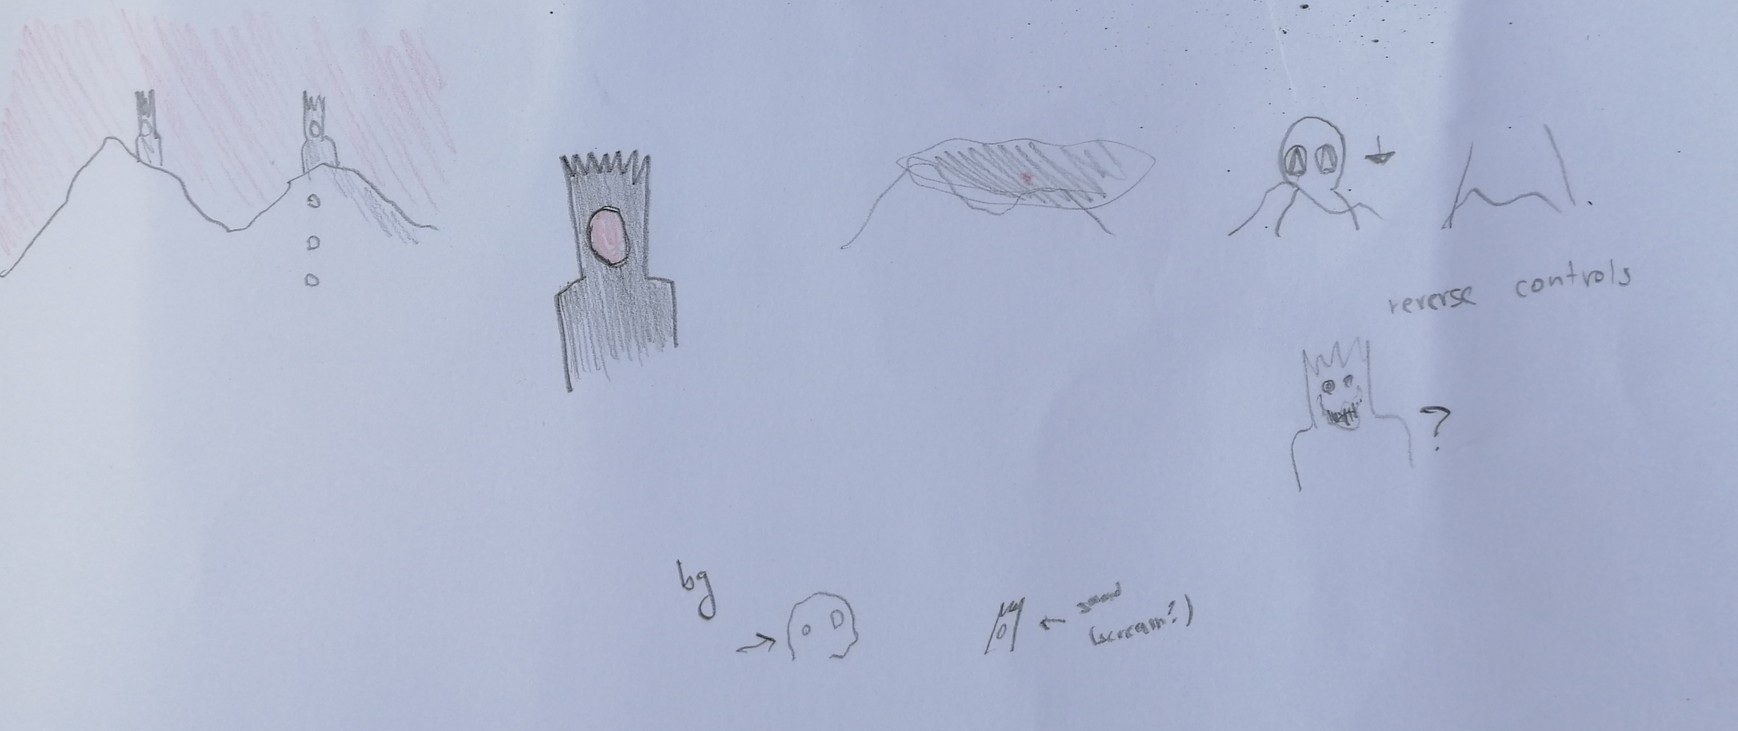 reverse controls
?
bg
sound
(scream?)